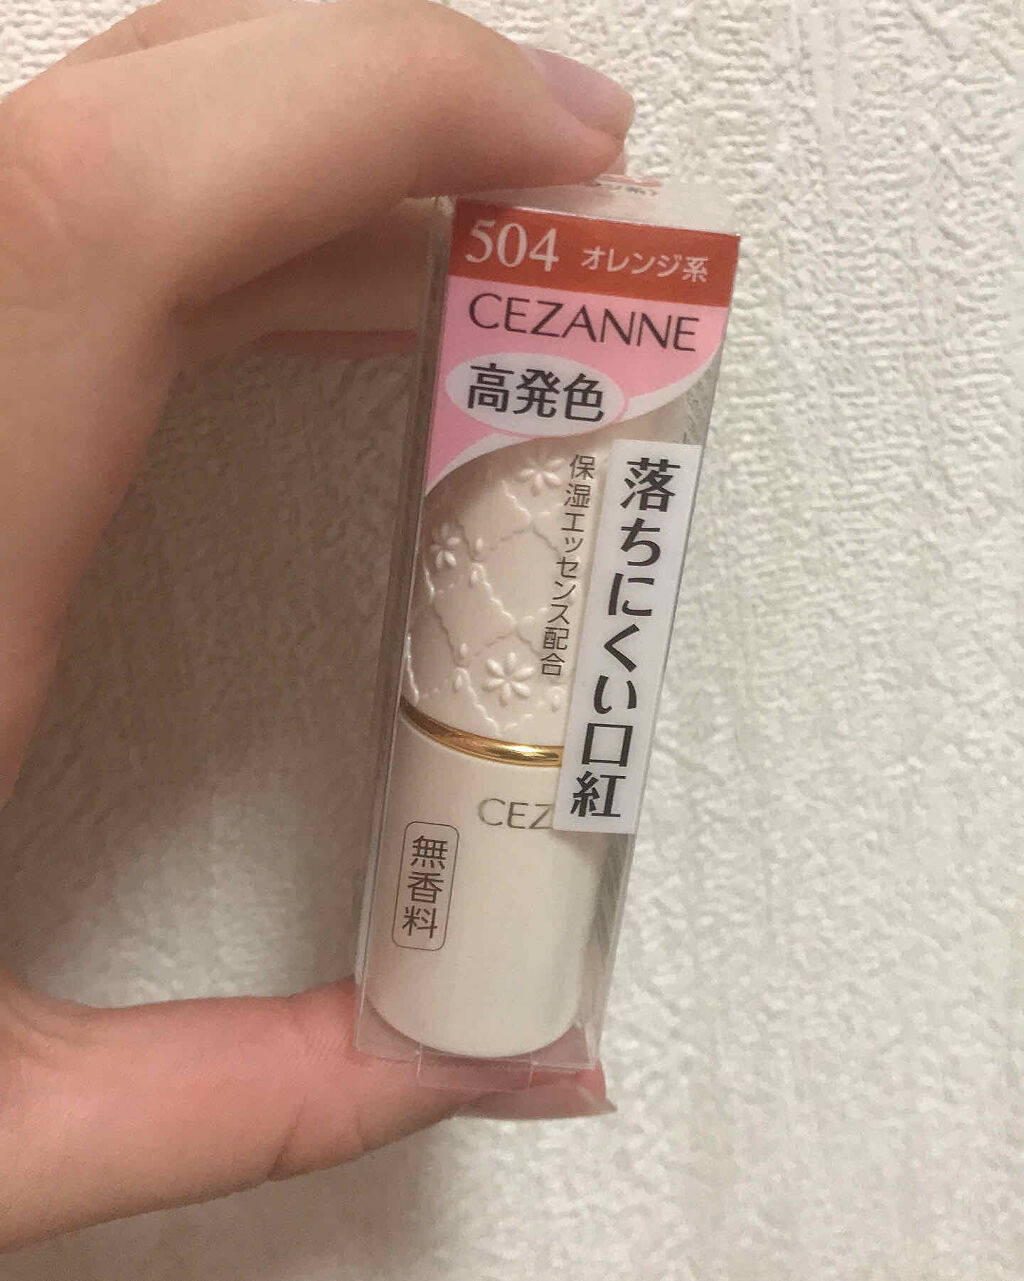 504 オレンジ系
CEZANNE
高発色
保湿エッセンス配合
落ちにくい口紅
CEZ
無香料